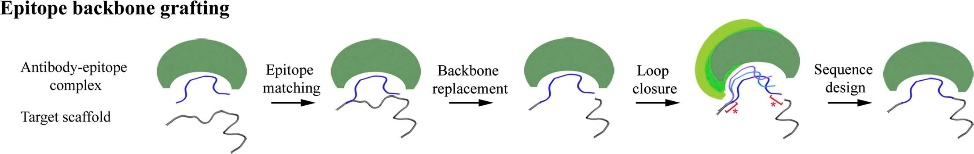 Epitope backbone grafting
Antibody-epitope
complex
Target scaffold
Epitope
matching
Backbone
replacement
Loop
closure
*
*
Sequence
design